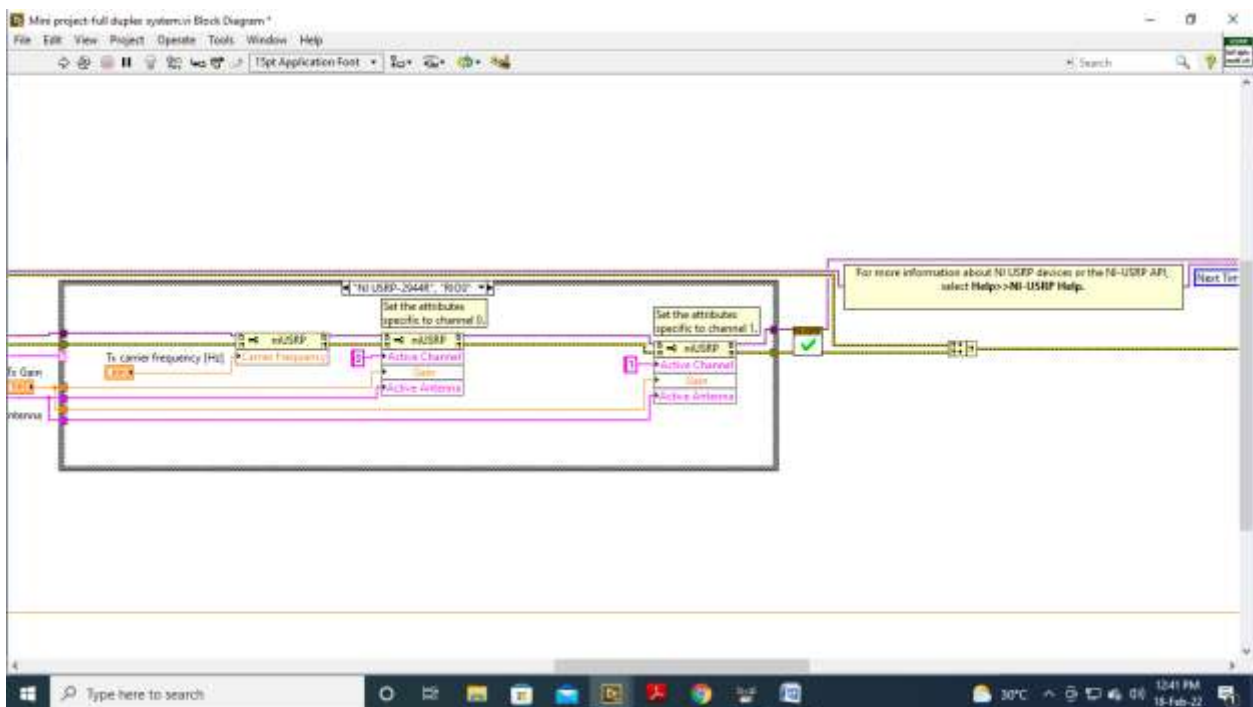 Mini project-full duplex system.vi Block Diagram *
File Edit View Project Operate Tools Window Help
15pt Application Font
Search
For more information about NI USRP devices or the NI-USRP API,
select Help>>NI-USRP Help.
Next Tim
"NI USRP-2944R", "RIO0"
Set the attributes
specific to channel 0.
Set the attributes
specific to channel 1.
niUSRP
Carrier Frequency
Tx carrier frequency [Hz]
niUSRP
Active Channel
Gain
Active Antenna
0
niUSRP
Active Channel
Gain
Active Antenna
1
Tx Gain
ntenna
Type here to search
30°C
12:41 PM
18-Feb-22